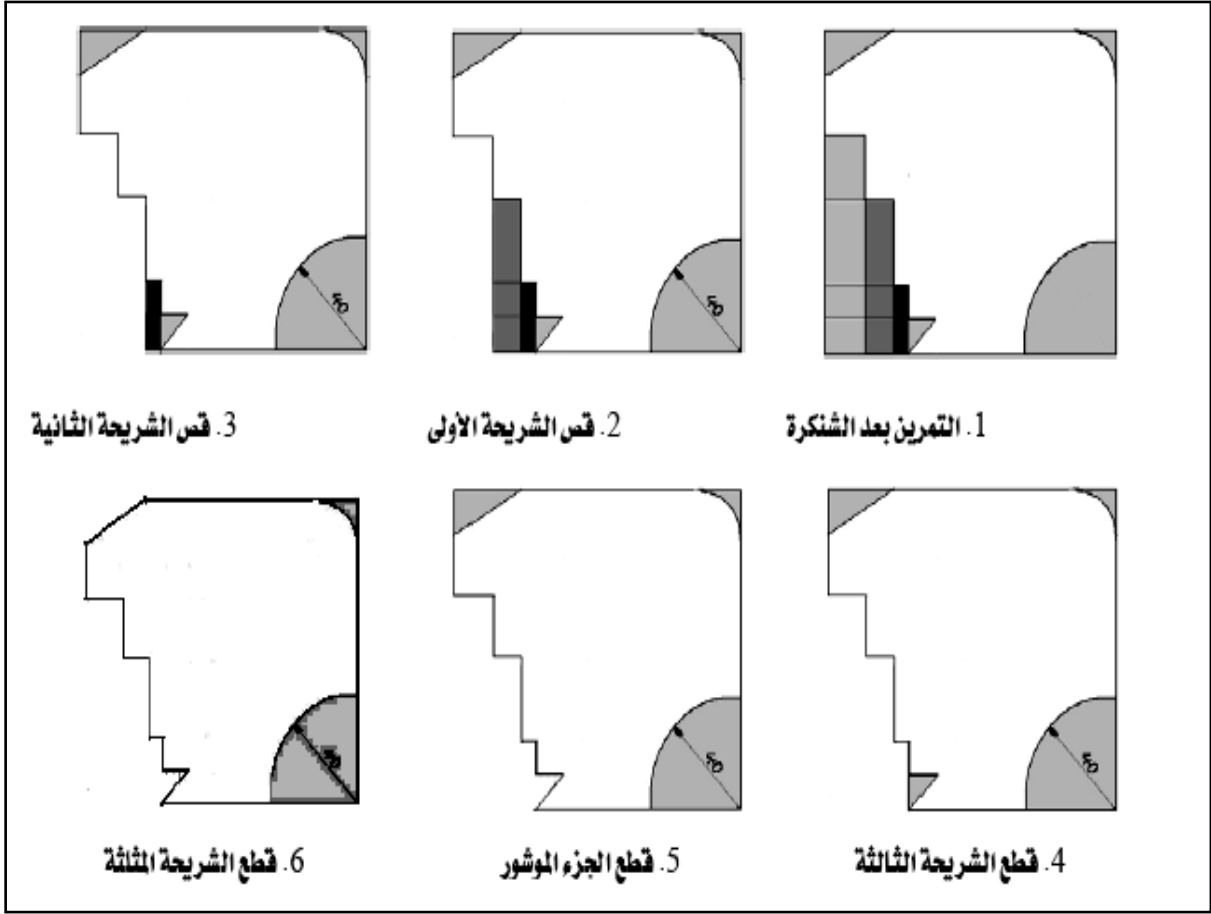 1. التمرين بعد الشنكرة
2. قص الشريحة الأولى
3. قص الشريحة الثانية
4. قطع الشريحة الثالثة
5. قطع الجزء الموشور
6. قطع الشريحة المثلثة